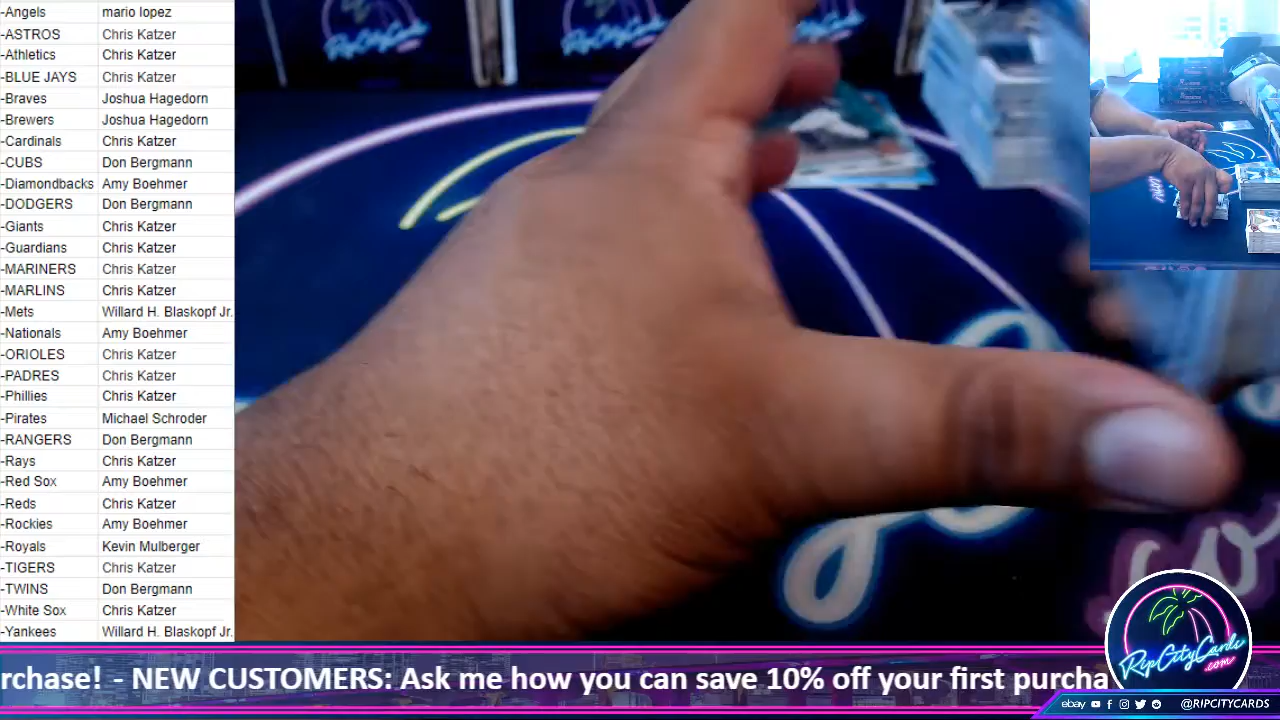 -Angels mario lopez
-ASTROS Chris Katzer
-Athletics Chris Katzer
-BLUE JAYS Chris Katzer
-Braves Joshua Hagedorn
-Brewers Joshua Hagedorn
-Cardinals Chris Katzer
-CUBS Don Bergmann
-Diamondbacks Amy Boehmer
-DODGERS Don Bergmann
-Giants Chris Katzer
-Guardians Chris Katzer
-MARINERS Chris Katzer
-MARLINS Chris Katzer
-Mets Willard H. Blaskopf Jr.
-Nationals Amy Boehmer
-ORIOLES Chris Katzer
-PADRES Chris Katzer
-Phillies Chris Katzer
-Pirates Michael Schroder
-RANGERS Don Bergmann
-Rays Chris Katzer
-Red Sox Amy Boehmer
-Reds Chris Katzer
-Rockies Amy Boehmer
-Royals Kevin Mulberger
-TIGERS Chris Katzer
-TWINS Don Bergmann
-White Sox Chris Katzer
-Yankees Willard H. Blaskopf Jr.
RipCityCards
RipCityCards
.com
rchase! - NEW CUSTOMERS: Ask me how you can save 10% off your first purcha
ebay @RIPCITYCARDS